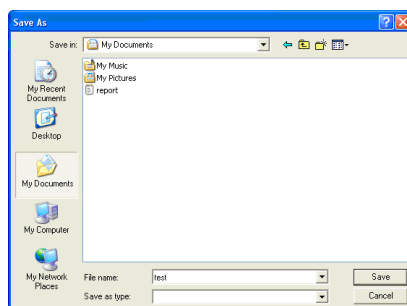 Save As
Save in: My Documents
My Music
My Pictures
report
My Recent
Documents
Desktop
My Documents
My Computer
My Network
Places
File name: test Save
Save as type: Cancel